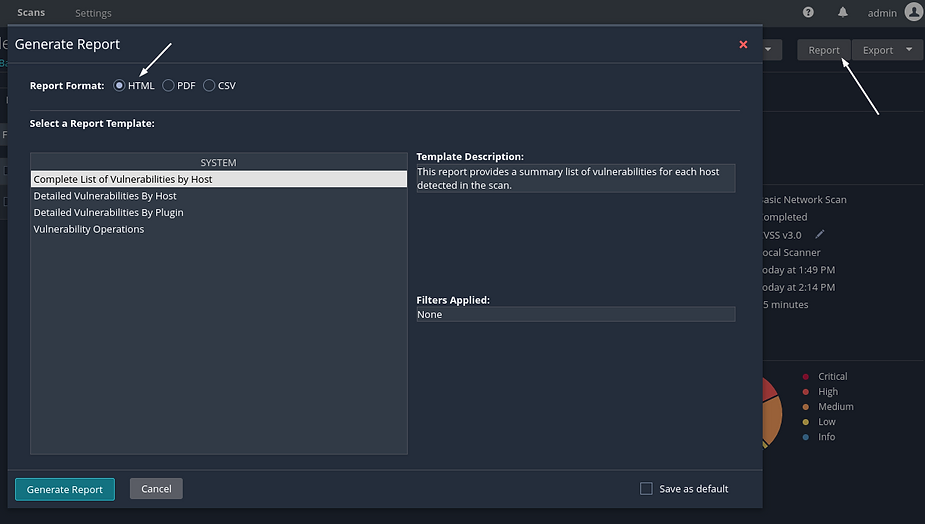 Scans Settings admin
Generate Report
Report Export
Report Format: HTML PDF CSV
Select a Report Template:
SYSTEM
Complete List of Vulnerabilities by Host
Detailed Vulnerabilities By Host
Detailed Vulnerabilities By Plugin
Vulnerability Operations
Template Description:
This report provides a summary list of vulnerabilities for each host
detected in the scan.
Filters Applied:
None
asic Network Scan
ompleted
VSS v3.0
ocal Scanner
oday at 1:49 PM
oday at 2:14 PM
5 minutes
Critical
High
Medium
Low
Info
Generate Report Cancel Save as default